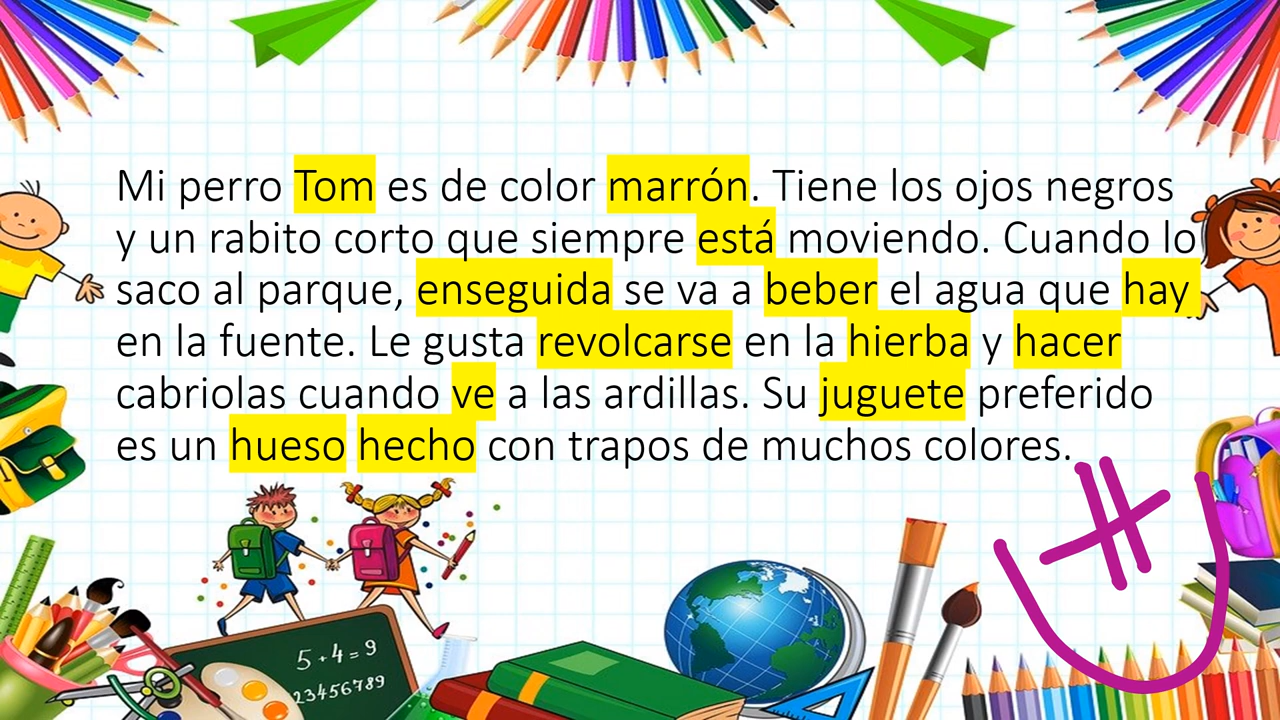 Mi perro Tom es de color marrón. Tiene los ojos negros
y un rabito corto que siempre está moviendo. Cuando lo
saco al parque, enseguida se va a beber el agua que hay
en la fuente. Le gusta revolcarse en la hierba y hacer
cabriolas cuando ve a las ardillas. Su juguete preferido
es un hueso hecho con trapos de muchos colores.
5+4=9
123456789